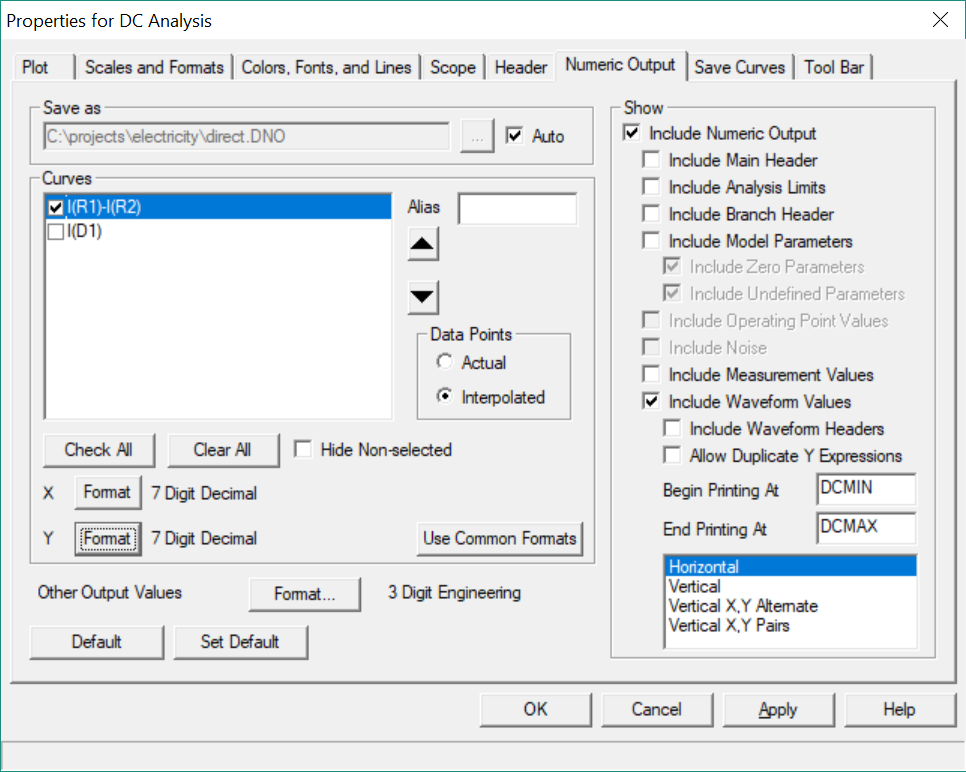 Properties for DC Analysis
Plot Scales and Formats Colors, Fonts, and Lines Scope Header Numeric Output Save Curves Tool Bar
Save as
C:\projects\electricity\direct.DNO ... Auto
Curves
I(R1)-I(R2)
I(D1)
Alias
Data Points
Actual
Interpolated
Check All Clear All Hide Non-selected
X Format 7 Digit Decimal
Y Format 7 Digit Decimal Use Common Formats
Other Output Values Format... 3 Digit Engineering
Default Set Default
Show
Include Numeric Output
Include Main Header
Include Analysis Limits
Include Branch Header
Include Model Parameters
Include Zero Parameters
Include Undefined Parameters
Include Operating Point Values
Include Noise
Include Measurement Values
Include Waveform Values
Include Waveform Headers
Allow Duplicate Y Expressions
Begin Printing At DCMIN
End Printing At DCMAX
Horizontal
Vertical
Vertical X,Y Alternate
Vertical X,Y Pairs
OK Cancel Apply Help